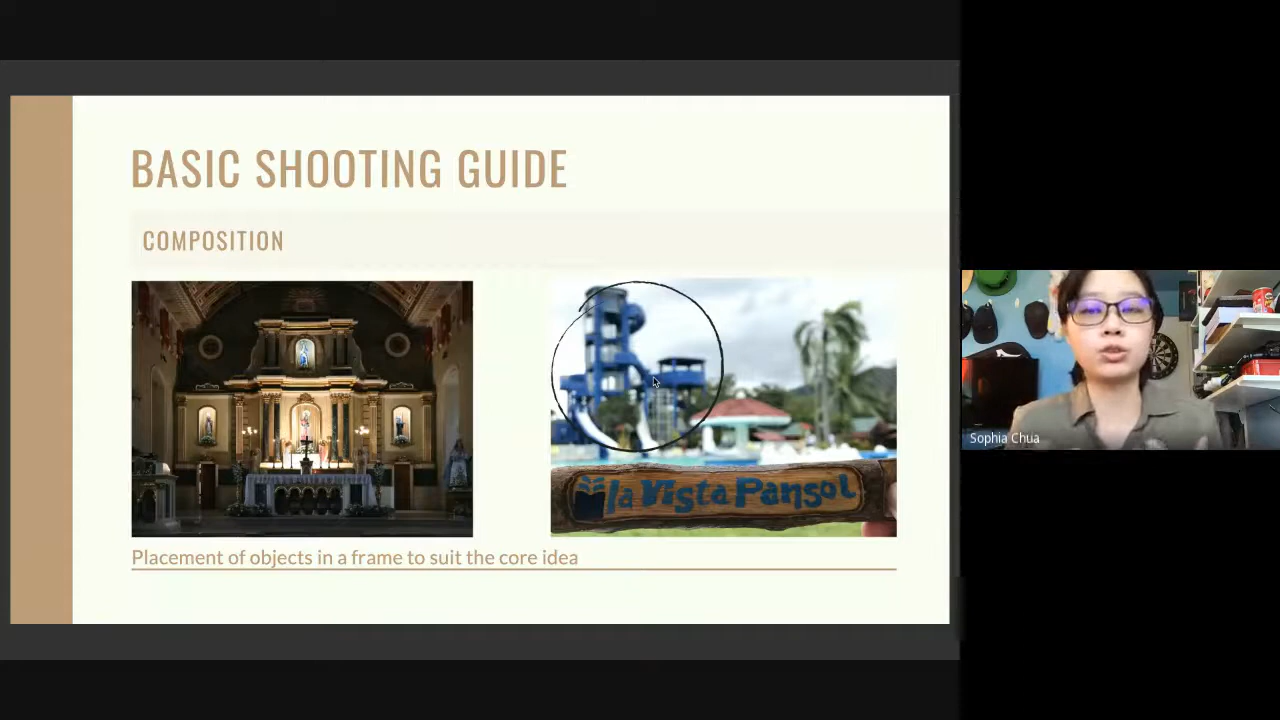 BASIC SHOOTING GUIDE
COMPOSITION
la Vista Pansol
Placement of objects in a frame to suit the core idea
Sophia Chua